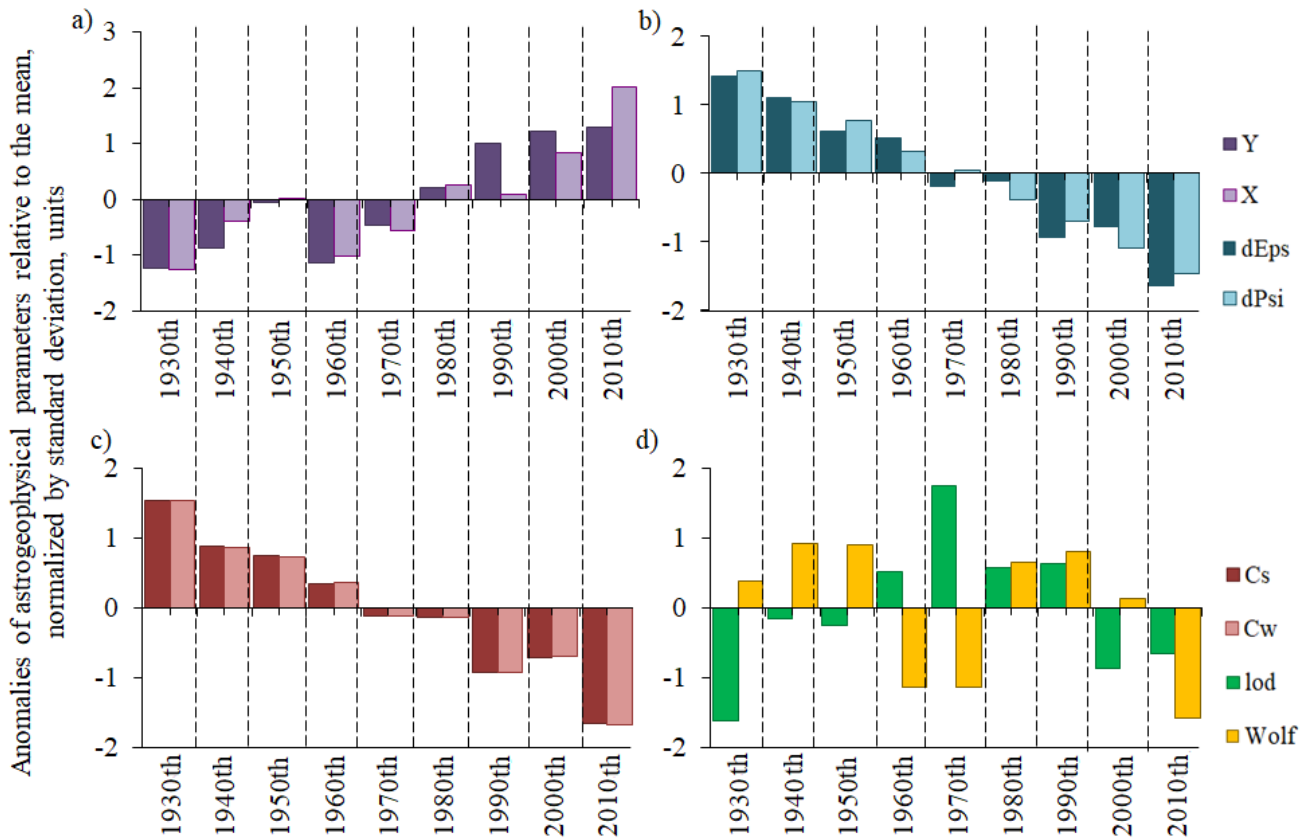 Anomalies of astrogeophysical parameters relative to the mean,
normalized by standard deviation, units
a)
3
2
1
0
-1
-2
1930th
1940th
1950th
1960th
1970th
1980th
1990th
2000th
2010th
b)
2
1
0
-1
-2
1930th
1940th
1950th
1960th
1970th
1980th
1990th
2000th
2010th
Y
X
dEps
dPsi
c)
2
1
0
-1
-2
1930th
1940th
1950th
1960th
1970th
1980th
1990th
2000th
2010th
d)
2
1
0
-1
-2
1930th
1940th
1950th
1960th
1970th
1980th
1990th
2000th
2010th
Cs
Cw
lod
Wolf